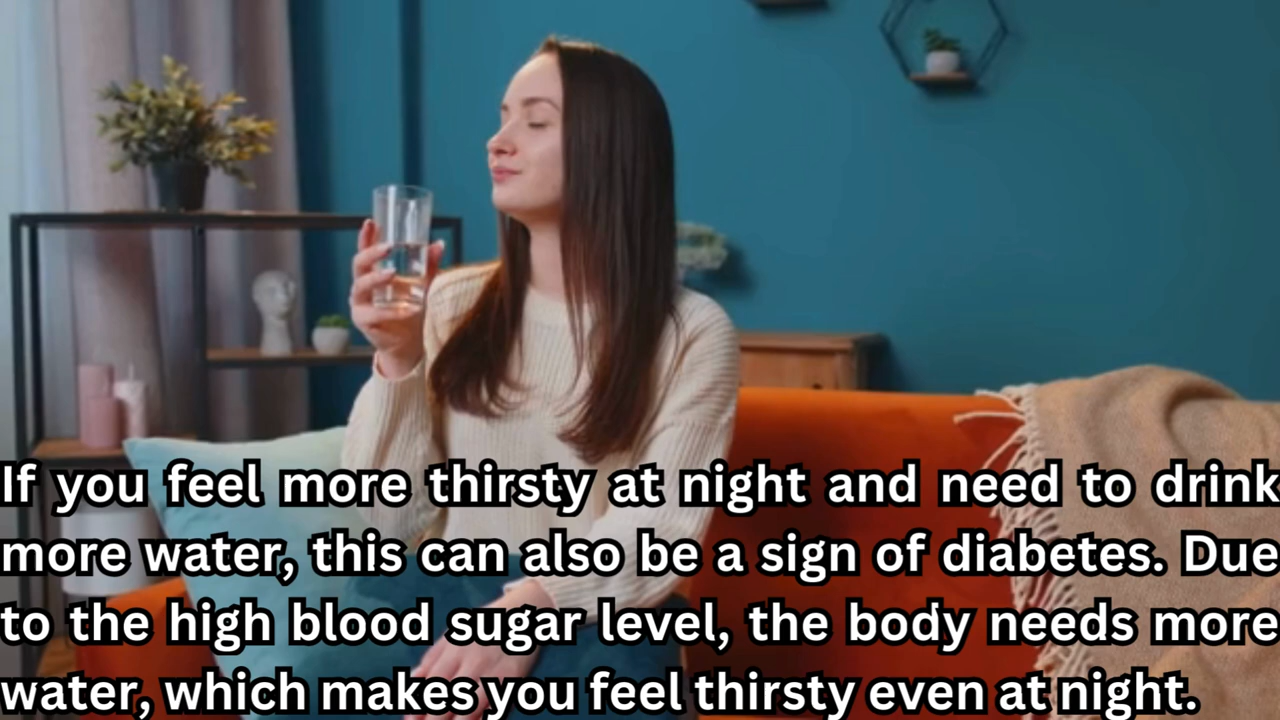 If you feel more thirsty at night and need to drink
more water, this can also be a sign of diabetes. Due
to the high blood sugar level, the body needs more
water, which makes you feel thirsty even at night.